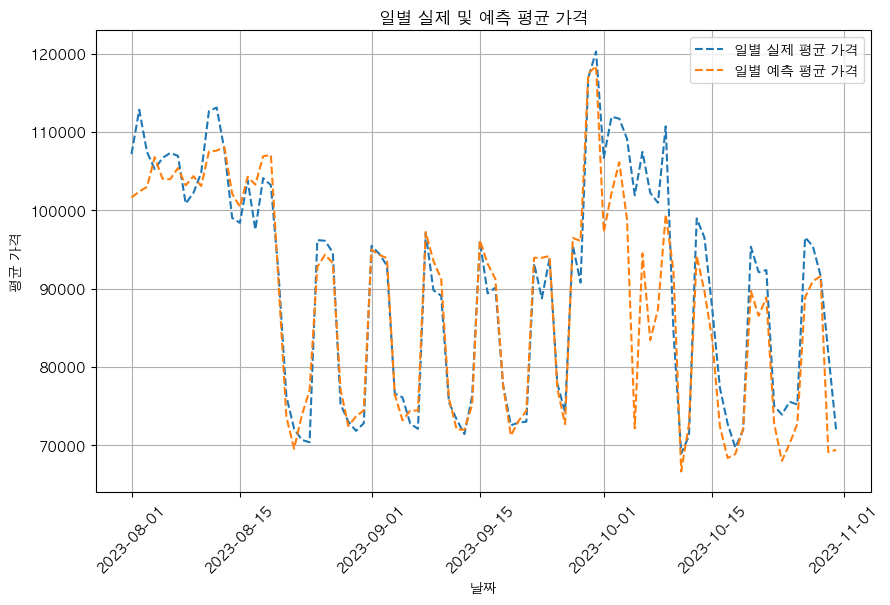 일별 실제 및 예측 평균 가격
일별 실제 평균 가격
일별 예측 평균 가격
평균 가격
120000
110000
100000
90000
80000
70000
2023-08-01
2023-08-15
2023-09-01
2023-09-15
2023-10-01
2023-10-15
2023-11-01
날짜